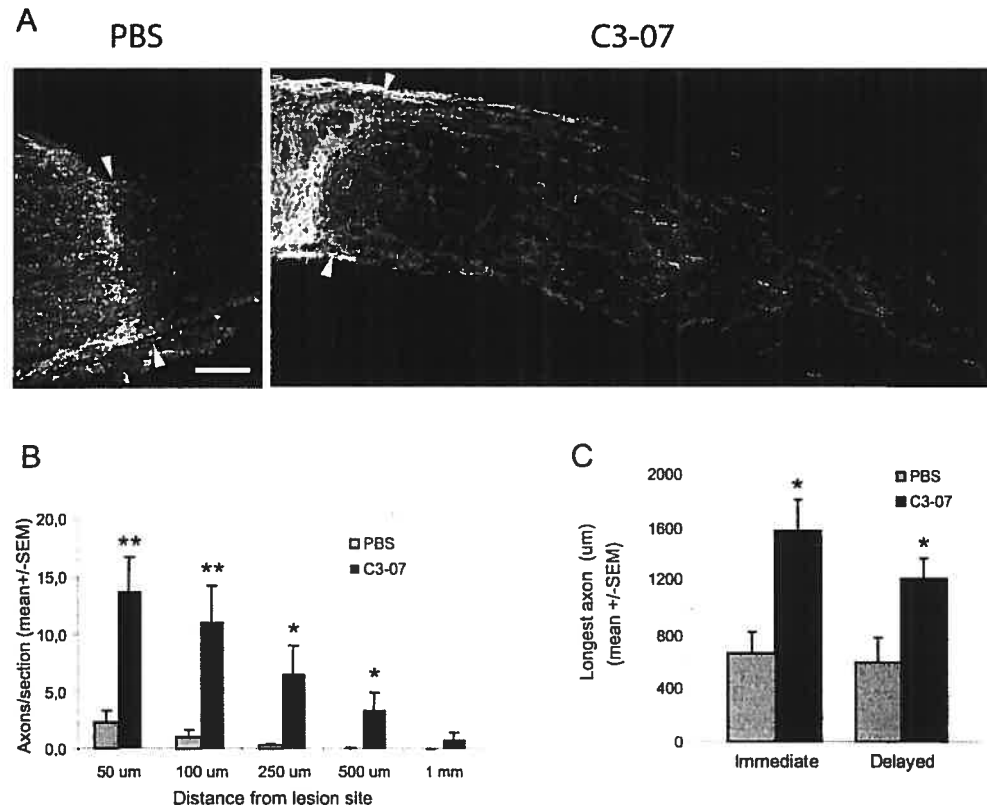 A
PBS
C3-07
B
20,0
15,0
10,0
5,0
0,0
Axons/section (mean+/-SEM)
**
**
*
*
PBS
C3-07
50 um
100 um
250 um
500 um
1 mm
Distance from lesion site
C
2000
1600
1200
800
400
0
Longest axon (um)
(mean +/-SEM)
*
*
PBS
C3-07
Immediate
Delayed